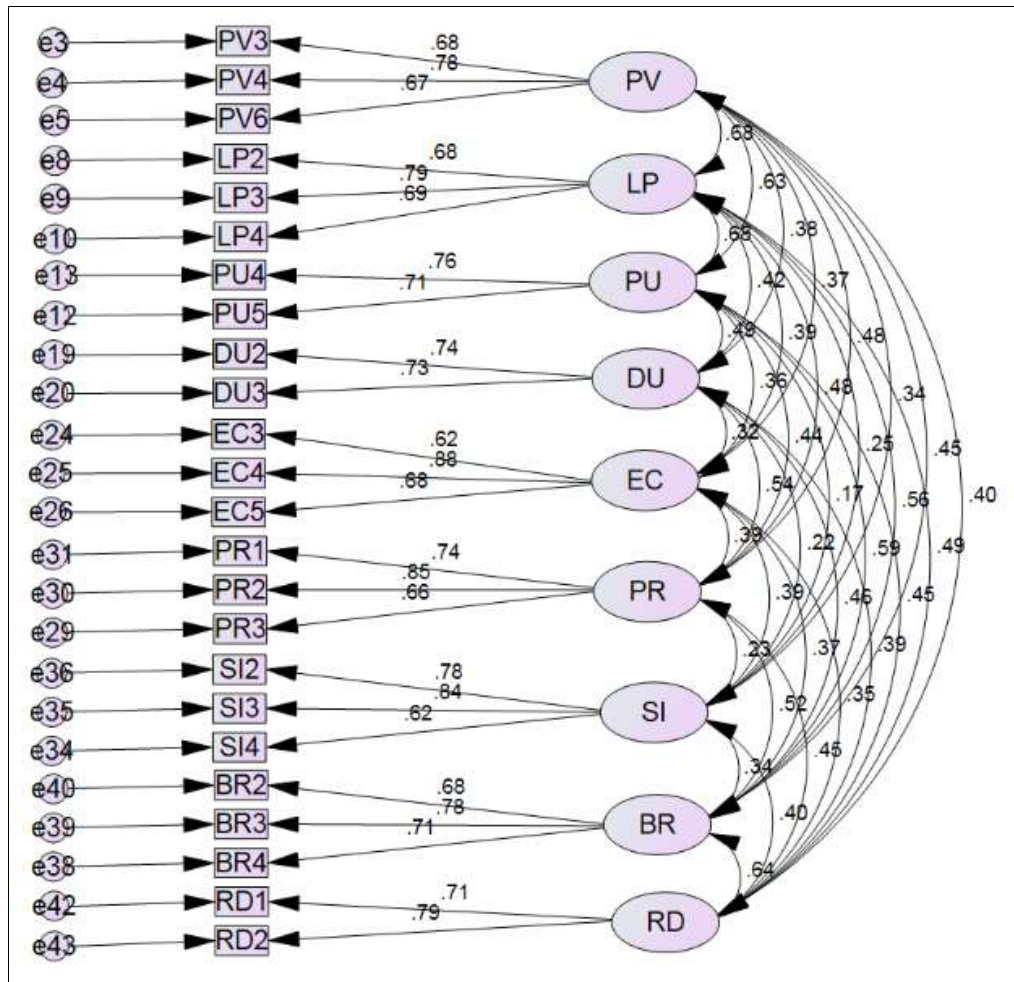 e3 PV3 .68
e4 PV4 .78 PV
e5 PV6 .67
.68
e8 LP2 .68
e9 LP3 .79 LP .63
e10 LP4 .69
.68 .38
e13 PU4 .76
e12 PU5 .71 PU .42 .37
.49 .39 .48
e19 DU2 .74
e20 DU3 .73 DU .36 .48 .34
e24 EC3 .62 .32 .44 .25 .45
e25 EC4 .88 EC .54 .17 .56 .40
e26 EC5 .68
e31 PR1 .74 .39 .22 .59 .49
e30 PR2 .85 PR .39 .46 .45
e29 PR3 .66 .23 .37 .39
e36 SI2 .78
e35 SI3 .84 SI .52 .35
e34 SI4 .62 .45
e40 BR2 .68 .34
e39 BR3 .78 BR .40
e38 BR4 .71
.64
e42 RD1 .71
e43 RD2 .79 RD